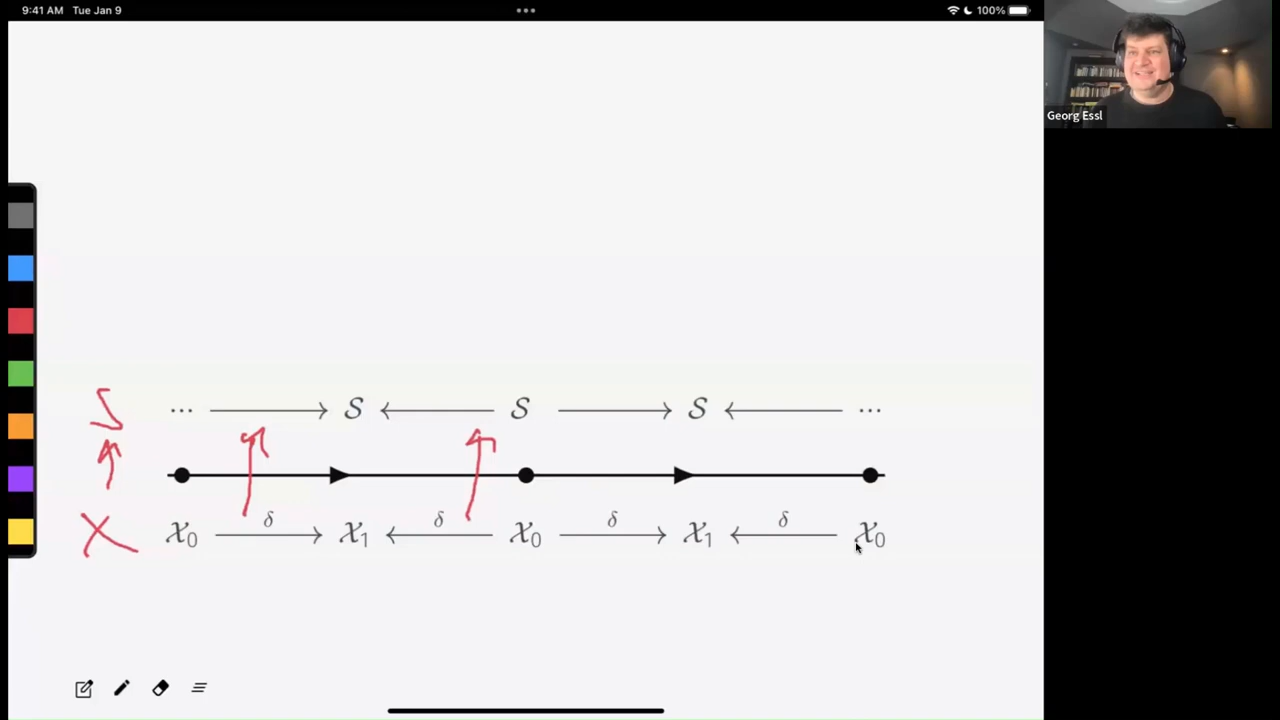 9:41 AM Tue Jan 9
100%
Georg Essl
S ... S S S ...
δ δ δ δ
X X₀ X₁ X₀ X₁ X₀